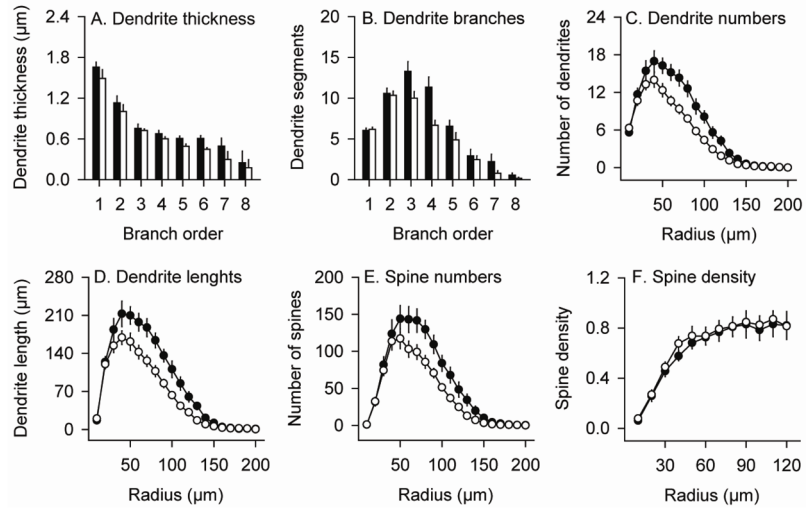 A. Dendrite thickness
Dendrite thickness (µm)
2.4
1.8
1.2
0.6
0.0
1 2 3 4 5 6 7 8
Branch order
B. Dendrite branches
Dendrite segments
20
15
10
5
0
1 2 3 4 5 6 7 8
Branch order
C. Dendrite numbers
Number of dendrites
24
18
12
6
0
50 100 150 200
Radius (µm)
D. Dendrite lenghts
Dendrite length (µm)
280
210
140
70
0
50 100 150 200
Radius (µm)
E. Spine numbers
Number of spines
200
150
100
50
0
50 100 150 200
Radius (µm)
F. Spine density
Spine density
1.2
0.8
0.4
0.0
30 60 90 120
Radius (µm)